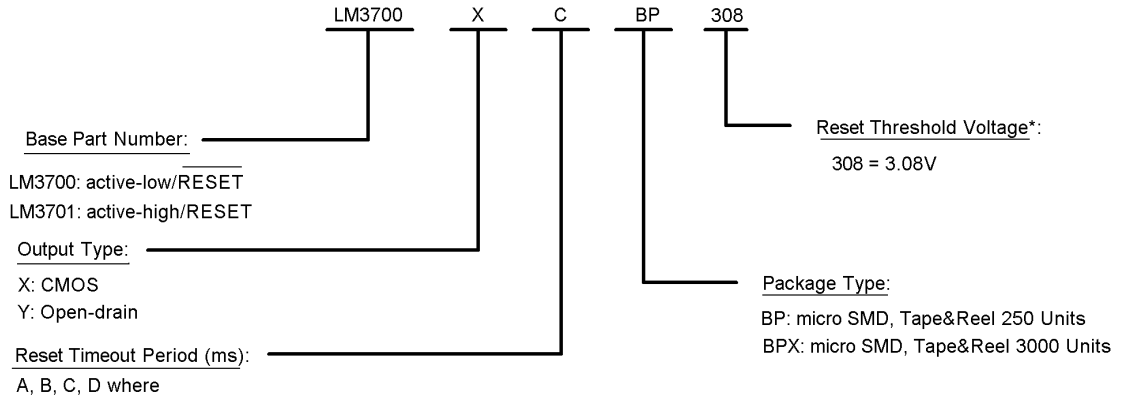 LM3700 X C BP 308
Base Part Number:
LM3700: active-low/RESET
LM3701: active-high/RESET
Reset Threshold Voltage*:
308 = 3.08V
Output Type:
X: CMOS
Y: Open-drain
Package Type:
BP: micro SMD, Tape&Reel 250 Units
BPX: micro SMD, Tape&Reel 3000 Units
Reset Timeout Period (ms):
A, B, C, D where